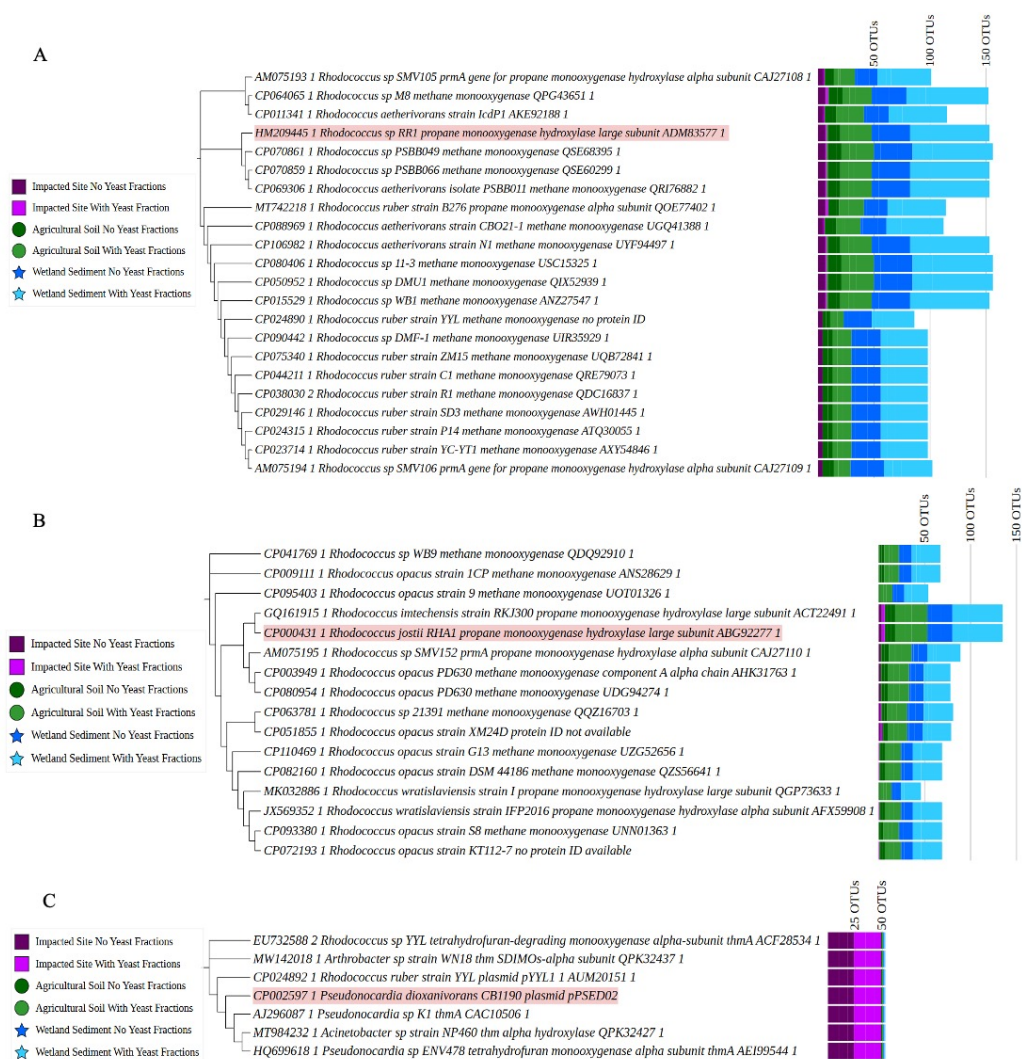 A
50 OTUs
100 OTUs
150 OTUs
AM075193 1 Rhodococcus sp SMV105 prmA gene for propane monooxygenase hydroxylase alpha subunit CAJ27108 1
CP064065 1 Rhodococcus sp M8 methane monooxygenase QPG43651 1
CP011341 1 Rhodococcus aetherivorans strain IcdP1 AKE92188 1
HM209445 1 Rhodococcus sp RR1 propane monooxygenase hydroxylase large subunit ADM83577 1
CP070861 1 Rhodococcus sp PSBB049 methane monooxygenase QSE68395 1
CP070859 1 Rhodococcus sp PSBB066 methane monooxygenase QSE60299 1
CP069306 1 Rhodococcus aetherivorans isolate PSBB011 methane monooxygenase QRI76882 1
MT742218 1 Rhodococcus ruber strain B276 propane monooxygenase alpha subunit QOE77402 1
CP088969 1 Rhodococcus aetherivorans strain CBO21-1 methane monooxygenase UGQ41388 1
CP106982 1 Rhodococcus aetherivorans strain N1 methane monooxygenase UYF94497 1
CP080406 1 Rhodococcus sp 11-3 methane monooxygenase USC15325 1
CP050952 1 Rhodococcus sp DMU1 methane monooxygenase QIX52939 1
CP015529 1 Rhodococcus sp WB1 methane monooxygenase ANZ27547 1
CP024890 1 Rhodococcus ruber strain YYL methane monooxygenase no protein ID
CP090442 1 Rhodococcus sp DMF-1 methane monooxygenase UIR35929 1
CP075340 1 Rhodococcus ruber strain ZM15 methane monooxygenase UQB72841 1
CP044211 1 Rhodococcus ruber strain C1 methane monooxygenase QRE79073 1
CP038030 2 Rhodococcus ruber strain R1 methane monooxygenase QDC16837 1
CP029146 1 Rhodococcus ruber strain SD3 methane monooxygenase AWH01445 1
CP024315 1 Rhodococcus ruber strain P14 methane monooxygenase ATQ30055 1
CP023714 1 Rhodococcus ruber strain YC-YT1 methane monooxygenase AXY54846 1
AM075194 1 Rhodococcus sp SMV106 prmA gene for propane monooxygenase hydroxylase alpha subunit CAJ27109 1
Impacted Site No Yeast Fractions
Impacted Site With Yeast Fraction
Agricultural Soil No Yeast Fractions
Agricultural Soil With Yeast Fractions
Wetland Sediment No Yeast Fractions
Wetland Sediment With Yeast Fractions
B
50 OTUs
100 OTUs
150 OTUs
CP041769 1 Rhodococcus sp WB9 methane monooxygenase QDQ92910 1
CP009111 1 Rhodococcus opacus strain 1CP methane monooxygenase ANS28629 1
CP095403 1 Rhodococcus opacus strain 9 methane monooxygenase UOT01326 1
GQ161915 1 Rhodococcus imtechensis strain RKJ300 propane monooxygenase hydroxylase large subunit ACT22491 1
CP000431 1 Rhodococcus jostii RHA1 propane monooxygenase hydroxylase large subunit ABG92277 1
AM075195 1 Rhodococcus sp SMV152 prmA propane monooxygenase hydroxylase alpha subunit CAJ27110 1
CP003949 1 Rhodococcus opacus PD630 methane monooxygenase component A alpha chain AHK31763 1
CP080954 1 Rhodococcus opacus PD630 methane monooxygenase UDG94274 1
CP063781 1 Rhodococcus sp 21391 methane monooxygenase QQZ16703 1
CP051855 1 Rhodococcus opacus strain XM24D protein ID not available
CP110469 1 Rhodococcus opacus strain G13 methane monooxygenase UZG52656 1
CP082160 1 Rhodococcus opacus strain DSM 44186 methane monooxygenase QZS56641 1
MK032886 1 Rhodococcus wratislaviensis strain I propane monooxygenase hydroxylase large subunit QGP73633 1
JX569352 1 Rhodococcus wratislaviensis strain IFP2016 propane monooxygenase hydroxylase alpha subunit AFX59908 1
CP093380 1 Rhodococcus opacus strain S8 methane monooxygenase UNN01363 1
CP072193 1 Rhodococcus opacus strain KT112-7 no protein ID available
Impacted Site No Yeast Fractions
Impacted Site With Yeast Fractions
Agricultural Soil No Yeast Fractions
Agricultural Soil With Yeast Fractions
Wetland Sediment No Yeast Fractions
Wetland Sediment With Yeast Fractions
C
25 OTUs
50 OTUs
EU732588 2 Rhodococcus sp YYL tetrahydrofuran-degrading monooxygenase alpha-subunit thmA ACF28534 1
MW142018 1 Arthrobacter sp strain WN18 thm SDIMOs-alpha subunit QPK32437 1
CP024892 1 Rhodococcus ruber strain YYL plasmid pYYL1 1 AUM20151 1
CP002597 1 Pseudonocardia dioxanivorans CB1190 plasmid pPSED02
AJ296087 1 Pseudonocardia sp K1 thmA CAC10506 1
MT984232 1 Acinetobacter sp strain NP460 thm alpha hydroxylase QPK32427 1
HQ699618 1 Pseudonocardia sp ENV478 tetrahydrofuran monooxygenase alpha subunit thmA AEI99544 1
Impacted Site No Yeast Fractions
Impacted Site With Yeast Fractions
Agricultural Soil No Yeast Fractions
Agricultural Soil With Yeast Fractions
Wetland Sediment No Yeast Fractions
Wetland Sediment With Yeast Fractions